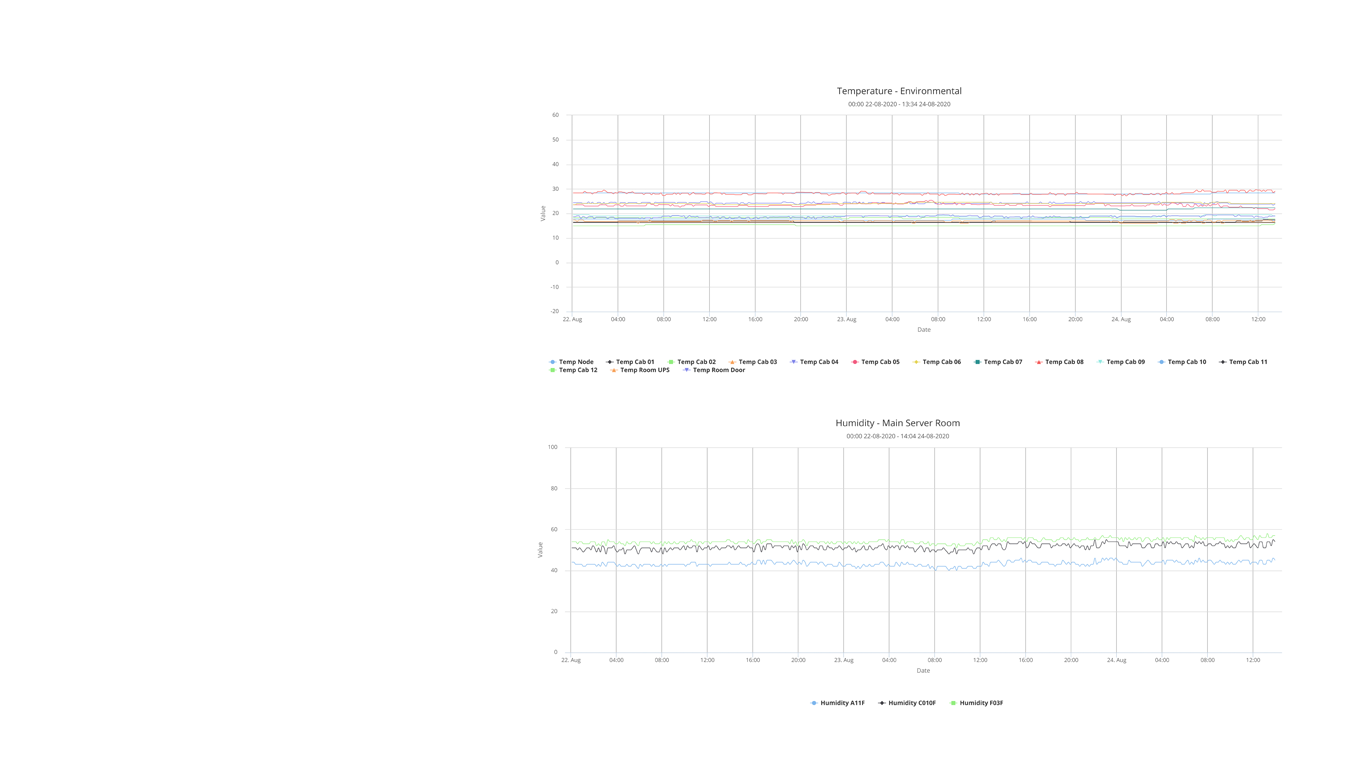 Temperature - Environmental
00:00 22-08-2020 - 13:34 24-08-2020
60
50
40
30
20
10
0
-10
-20
Value
22. Aug 04:00 08:00 12:00 16:00 20:00 23. Aug 04:00 08:00 12:00 16:00 20:00 24. Aug 04:00 08:00 12:00
Date
Temp Node Temp Cab 01 Temp Cab 02 Temp Cab 03 Temp Cab 04 Temp Cab 05 Temp Cab 06 Temp Cab 07 Temp Cab 08 Temp Cab 09 Temp Cab 10 Temp Cab 11
Temp Cab 12 Temp Room UPS Temp Room Door
Humidity - Main Server Room
00:00 22-08-2020 - 14:04 24-08-2020
100
80
60
40
20
0
Value
22. Aug 04:00 08:00 12:00 16:00 20:00 23. Aug 04:00 08:00 12:00 16:00 20:00 24. Aug 04:00 08:00 12:00
Date
Humidity A11F Humidity C010F Humidity F03F